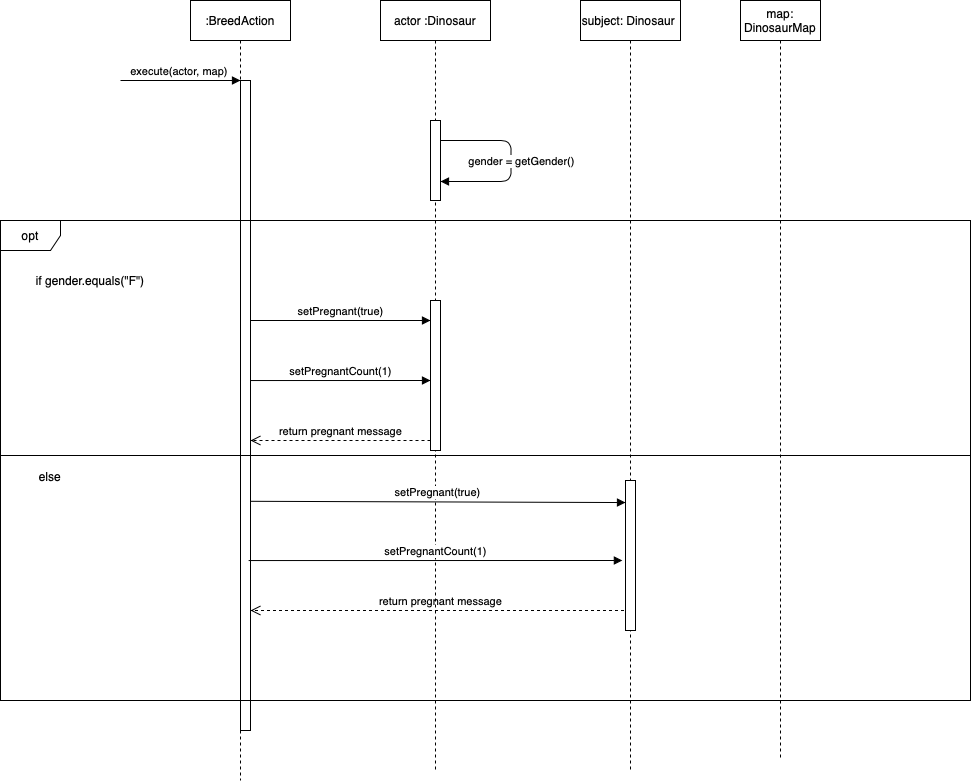 :BreedAction
actor :Dinosaur
subject: Dinosaur
map:
DinosaurMap
execute(actor, map)
gender = getGender()
opt
if gender.equals("F")
setPregnant(true)
setPregnantCount(1)
return pregnant message
else
setPregnant(true)
setPregnantCount(1)
return pregnant message